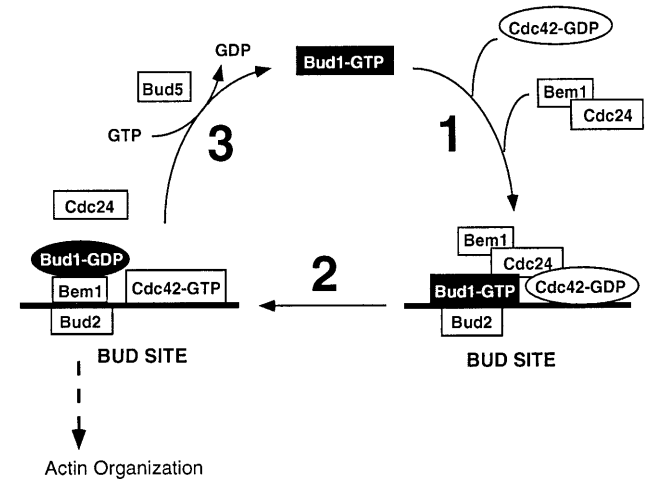 Cdc42-GDP
GDP
Bud1-GTP
Bud5
Bem1
Cdc24
GTP
3
1
Cdc24
Bem1
Bud1-GDP
Cdc24
2
Bem1
Cdc42-GTP
Bud1-GTP
Cdc42-GDP
Bud2
Bud2
BUD SITE
BUD SITE
Actin Organization